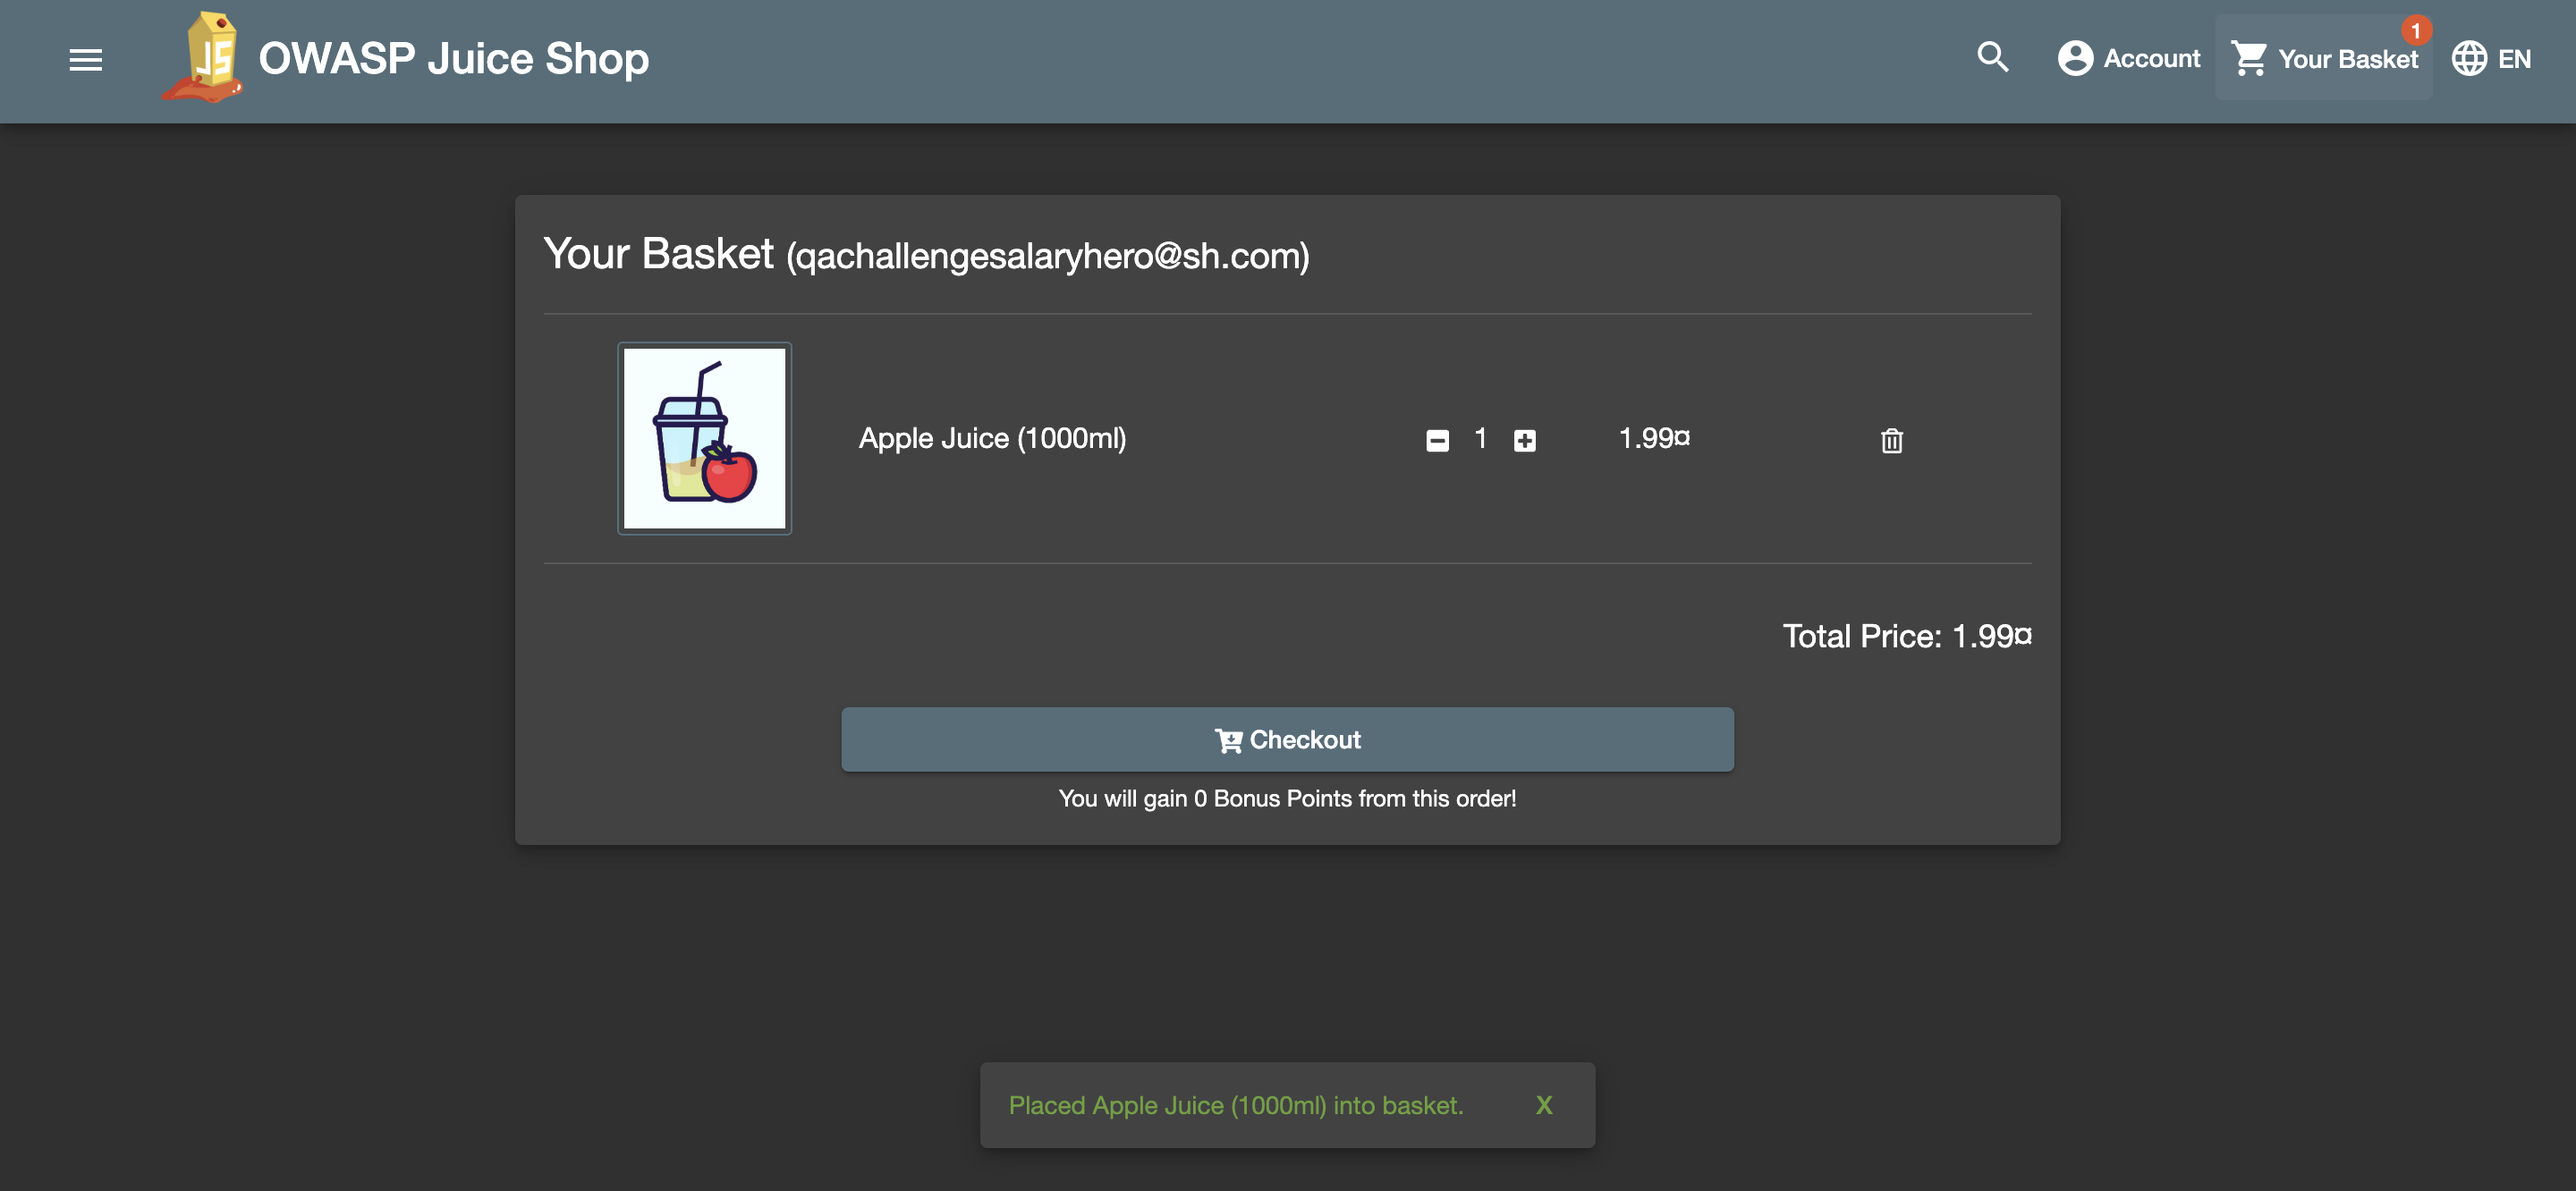 JS
OWASP Juice Shop
Account
Your Basket
1
EN
Your Basket (qachallengesalaryhero@sh.com)
Apple Juice (1000ml)
1
1.99¤
Total Price: 1.99¤
Checkout
You will gain 0 Bonus Points from this order!
Placed Apple Juice (1000ml) into basket.
X